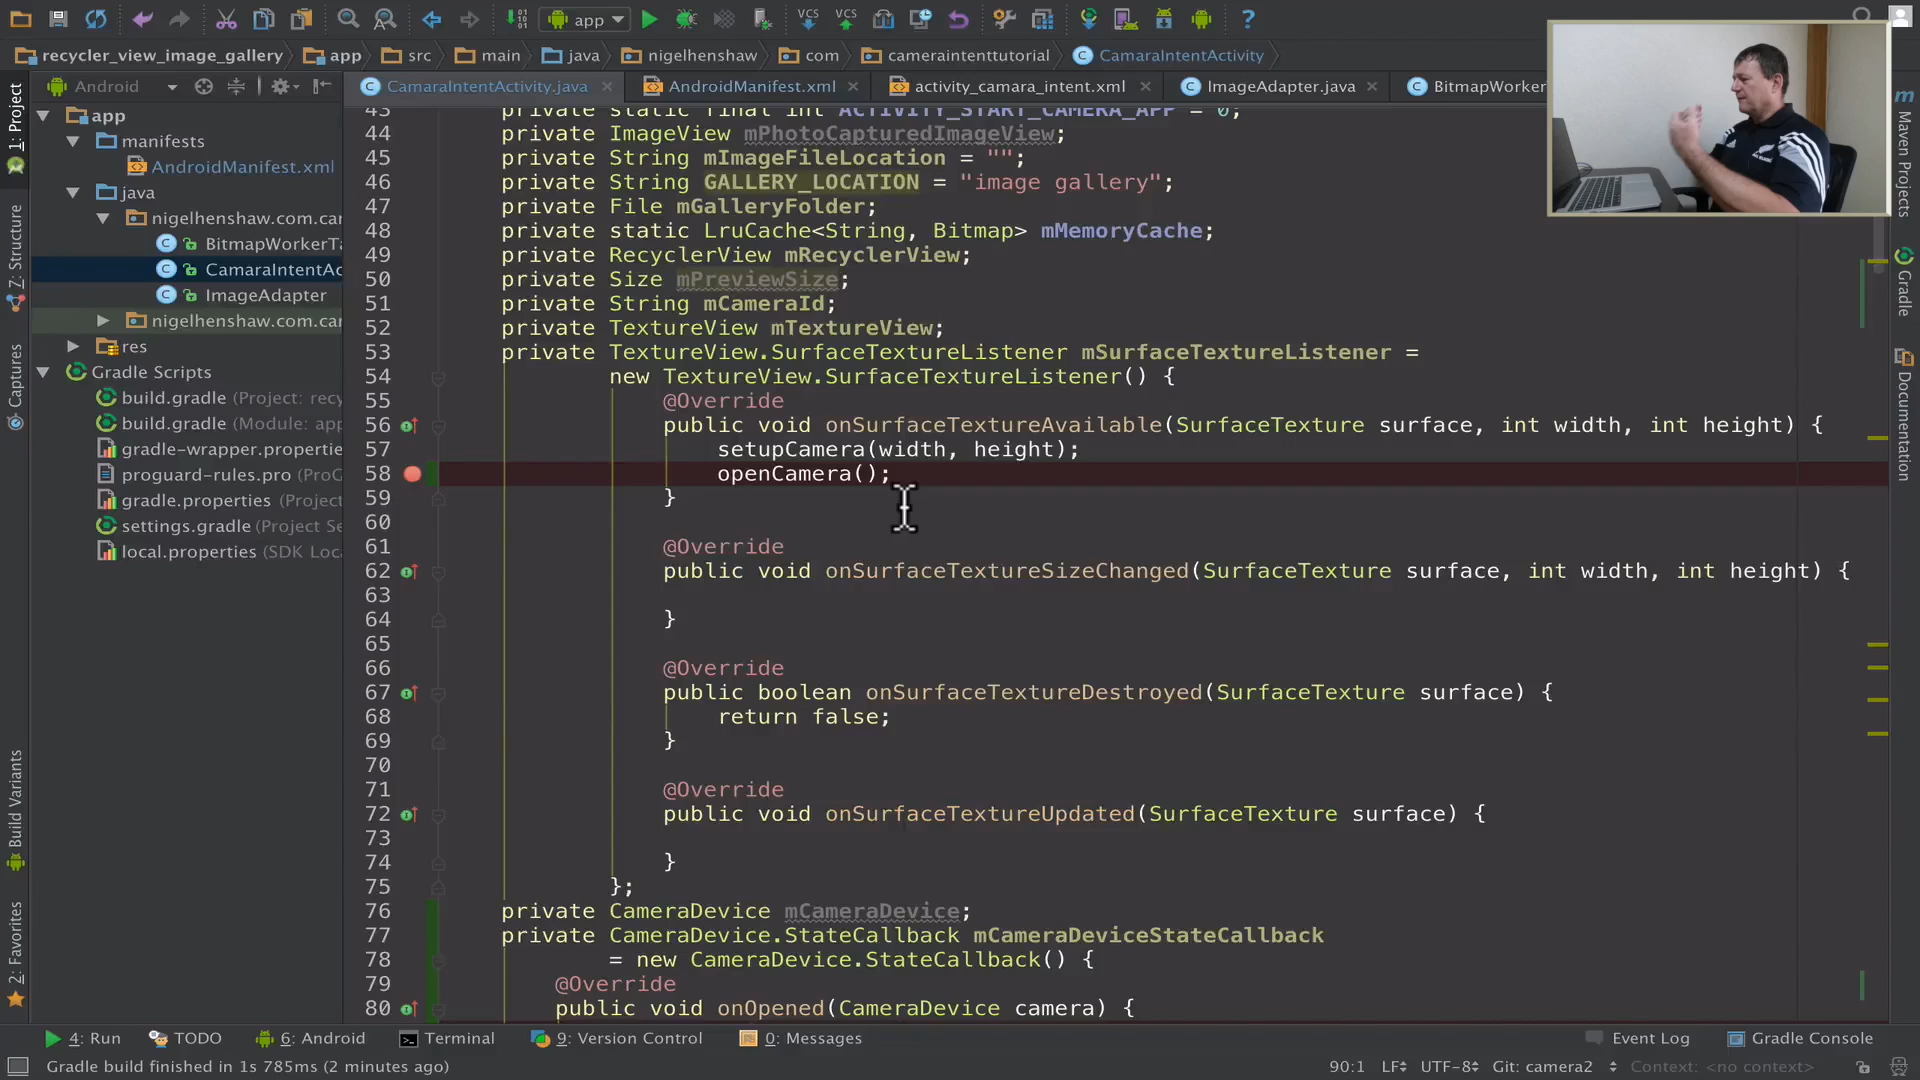 app
recycler_view_image_gallery
app
src
main
java
nigelhenshaw
com
cameraintenttutorial
CamaraIntentActivity
Android
CamaraIntentActivity.java
AndroidManifest.xml
activity_camara_intent.xml
ImageAdapter.java
BitmapWorker
1: Project
Z: Structure
Captures
Build Variants
2: Favorites
app
manifests
AndroidManifest.xml
java
nigelhenshaw.com.car
BitmapWorkerTa
CamaraIntentAc
ImageAdapter
nigelhenshaw.com.car
res
Gradle Scripts
build.gradle (Project: recy
build.gradle (Module: app
gradle-wrapper.propertie
proguard-rules.pro (ProG
gradle.properties
settings.gradle (Project Se
local.properties (SDK Loca
43 private static final int ACTIVITY_START_CAMERA_APP = 0;
44 private ImageView mPhotoCapturedImageView;
45 private String mImageFileLocation = "";
46 private String GALLERY_LOCATION = "image gallery";
47 private File mGalleryFolder;
48 private static LruCache<String, Bitmap> mMemoryCache;
49 private RecyclerView mRecyclerView;
50 private Size mPreviewSize;
51 private String mCameraId;
52 private TextureView mTextureView;
53 private TextureView.SurfaceTextureListener mSurfaceTextureListener =
54 new TextureView.SurfaceTextureListener() {
55 @Override
56 public void onSurfaceTextureAvailable(SurfaceTexture surface, int width, int height) {
57 setupCamera(width, height);
58 openCamera();
59 }
60
61 @Override
62 public void onSurfaceTextureSizeChanged(SurfaceTexture surface, int width, int height) {
63
64 }
65
66 @Override
67 public boolean onSurfaceTextureDestroyed(SurfaceTexture surface) {
68 return false;
69 }
70
71 @Override
72 public void onSurfaceTextureUpdated(SurfaceTexture surface) {
73
74 }
75 };
76 private CameraDevice mCameraDevice;
77 private CameraDevice.StateCallback mCameraDeviceStateCallback
78 = new CameraDevice.StateCallback() {
79 @Override
80 public void onOpened(CameraDevice camera) {
Maven Projects
Gradle
Documentation
4: Run
TODO
6: Android
Terminal
9: Version Control
0: Messages
Event Log
Gradle Console
Gradle build finished in 1s 785ms (2 minutes ago)
90:1
LF
UTF-8
Git: camera2
Context: <no context>